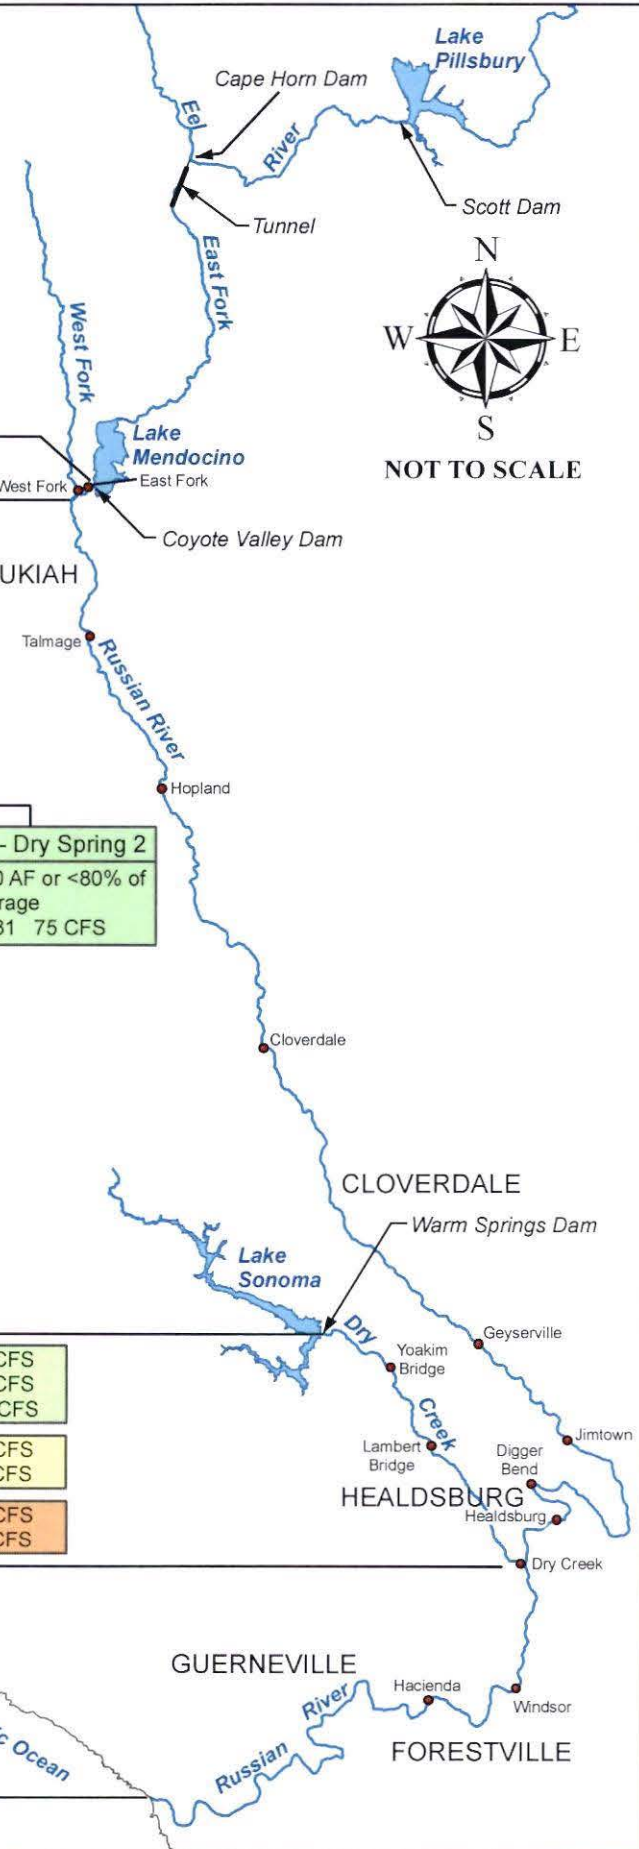 Lake
Pillsbury
Cape Horn Dam
Eel
River
Scott Dam
Tunnel
East Fork
N
W
E
S
NOT TO SCALE
West Fork
Lake
Mendocino
West Fork
East Fork
Coyote Valley Dam
UKIAH
Talmage
Russian River
Hopland
- Dry Spring 2
0 AF or <80% of
rage
31 75 CFS
Cloverdale
CLOVERDALE
Warm Springs Dam
Lake
Sonoma
Dry
Creek
Geyserville
Yoakim
Bridge
CFS
CFS
CFS
Jimtown
Lambert
Bridge
Digger
Bend
CFS
CFS
HEALDSBURG
Healdsburg
CFS
CFS
Dry Creek
GUERNEVILLE
Hacienda
River
Windsor
Russian
FORESTVILLE
c Ocean